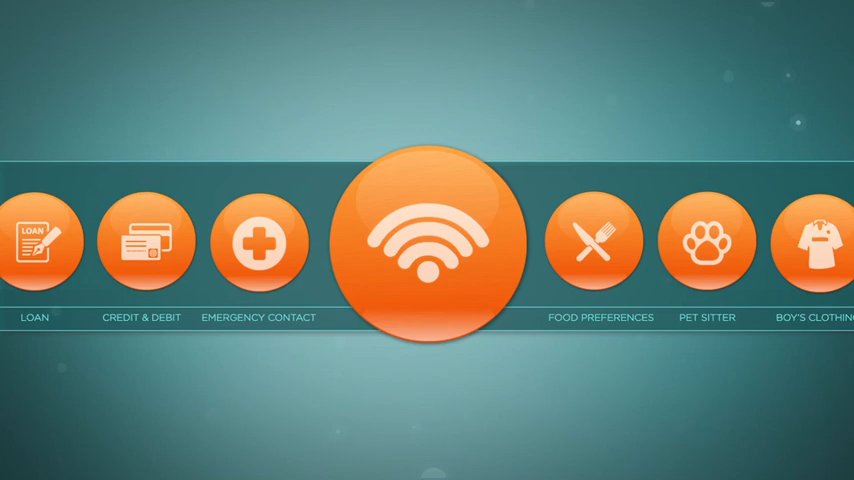 LOAN
LOAN
CREDIT & DEBIT
EMERGENCY CONTACT
FOOD PREFERENCES
PET SITTER
BOY'S CLOTHING